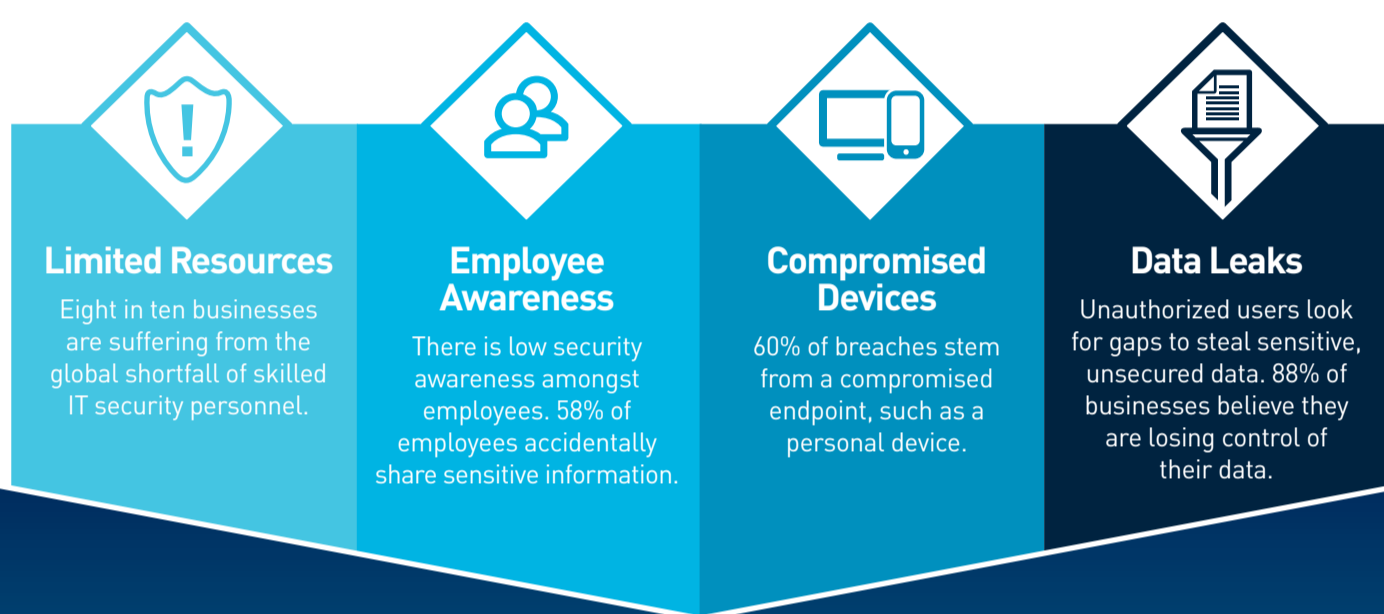 Limited Resources
Eight in ten businesses
are suffering from the
global shortfall of skilled
IT security personnel.
Employee
Awareness
There is low security
awareness amongst
employees. 58% of
employees accidentally
share sensitive information.
Compromised
Devices
60% of breaches stem
from a compromised
endpoint, such as a
personal device.
Data Leaks
Unauthorized users look
for gaps to steal sensitive,
unsecured data. 88% of
businesses believe they
are losing control of
their data.